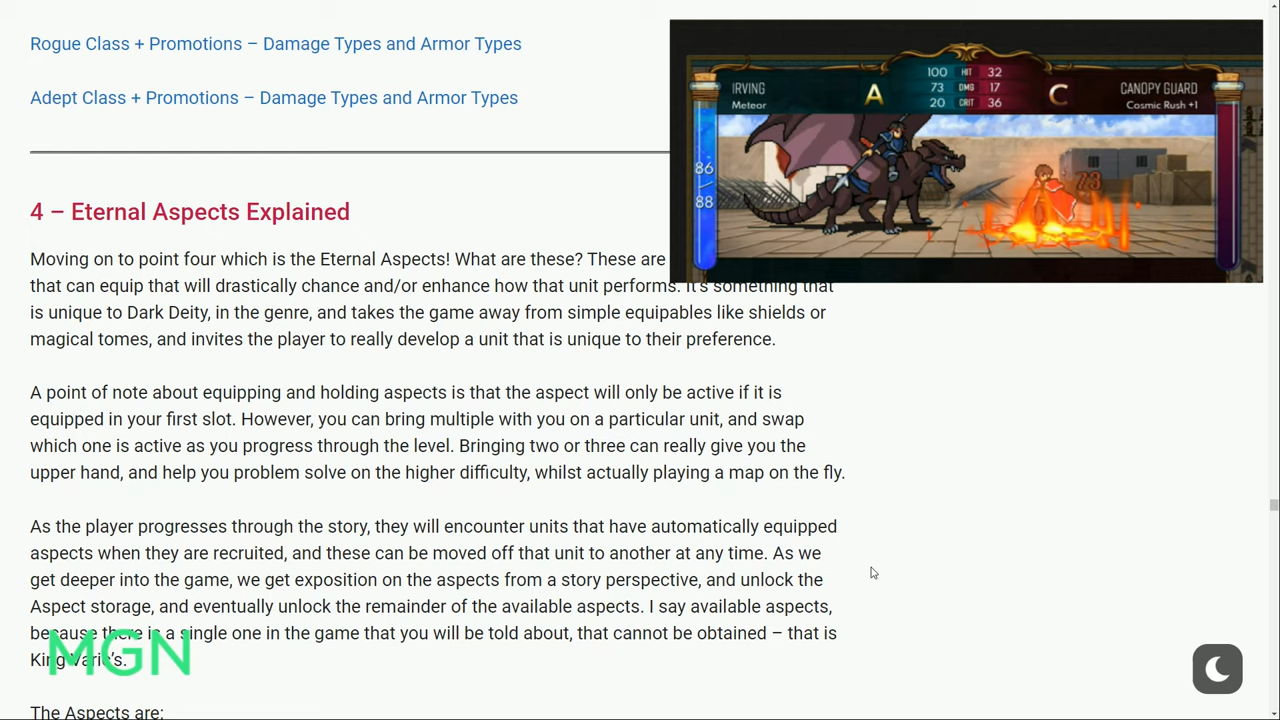 Rogue Class + Promotions – Damage Types and Armor Types
Adept Class + Promotions – Damage Types and Armor Types
100 HIT 32
IRVING
A
73 DMG 17
C
CANOPY GUARD
Meteor
20 CRIT 36
Cosmic Rush +1
86
88
73
4 – Eternal Aspects Explained
Moving on to point four which is the Eternal Aspects! What are these? These are
that can equip that will drastically chance and/or enhance how that unit performs. It's something that
is unique to Dark Deity, in the genre, and takes the game away from simple equipables like shields or
magical tomes, and invites the player to really develop a unit that is unique to their preference.
A point of note about equipping and holding aspects is that the aspect will only be active if it is
equipped in your first slot. However, you can bring multiple with you on a particular unit, and swap
which one is active as you progress through the level. Bringing two or three can really give you the
upper hand, and help you problem solve on the higher difficulty, whilst actually playing a map on the fly.
As the player progresses through the story, they will encounter units that have automatically equipped
aspects when they are recruited, and these can be moved off that unit to another at any time. As we
get deeper into the game, we get exposition on the aspects from a story perspective, and unlock the
Aspect storage, and eventually unlock the remainder of the available aspects. I say available aspects,
because there is a single one in the game that you will be told about, that cannot be obtained – that is
King Varic's.
MGN
The Aspects are: